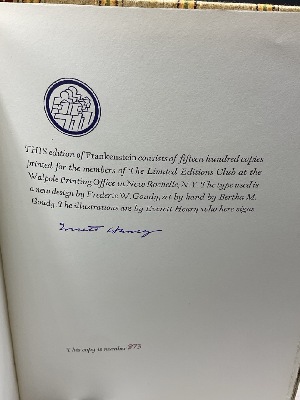 THIS edition of Frankenstein consists of fifteen hundred copies
printed for the members of The Limited Editions Club at the
Walpole Printing Office in New Rochelle, N.Y. The type used is
a new design by Frederic W. Goudy, set by hand by Bertha M.
Goudy. The illustrations are by Everett Henry who here signs
Everett Henry
This copy is number 973